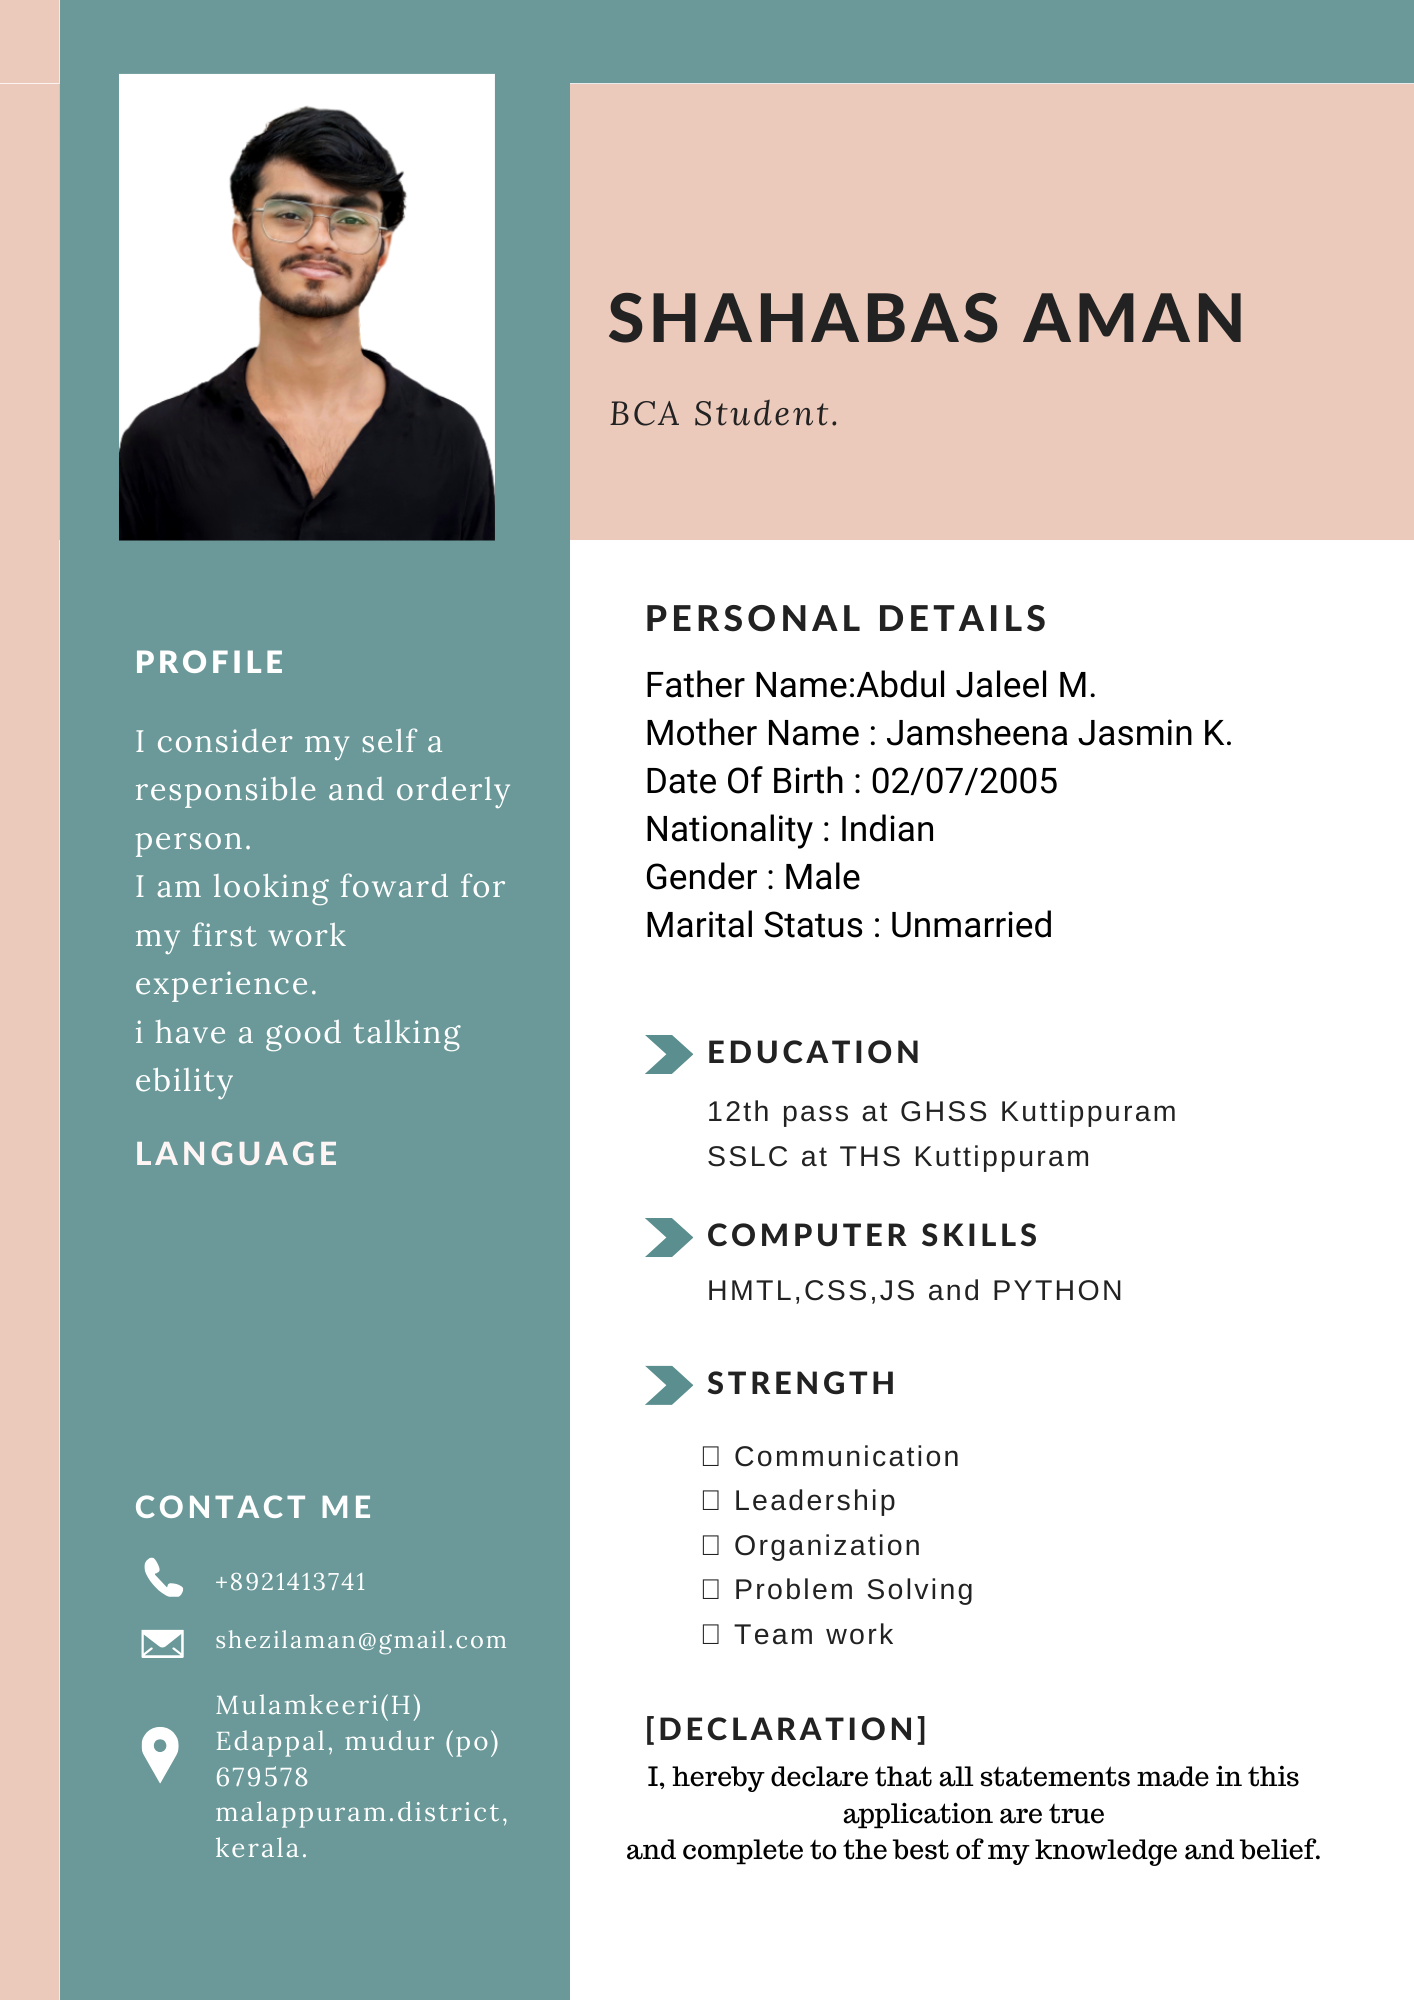 SHAHABAS AMAN
BCA Student.
PROFILE
I consider my self a
responsible and orderly
person.
I am looking foward for
my first work
experience.
i have a good talking
ebility
LANGUAGE
CONTACT ME
+8921413741
shezilaman@gmail.com
Mulamkeeri(H)
Edappal, mudur (po)
679578
malappuram.district,
kerala.
PERSONAL DETAILS
Father Name:Abdul Jaleel M.
Mother Name : Jamsheena Jasmin K.
Date Of Birth : 02/07/2005
Nationality : Indian
Gender : Male
Marital Status : Unmarried
EDUCATION
12th pass at GHSS Kuttippuram
SSLC at THS Kuttippuram
COMPUTER SKILLS
HMTL,CSS,JS and PYTHON
STRENGTH
Communication
Leadership
Organization
Problem Solving
Team work
[DECLARATION]
I, hereby declare that all statements made in this
application are true
and complete to the best of my knowledge and belief.